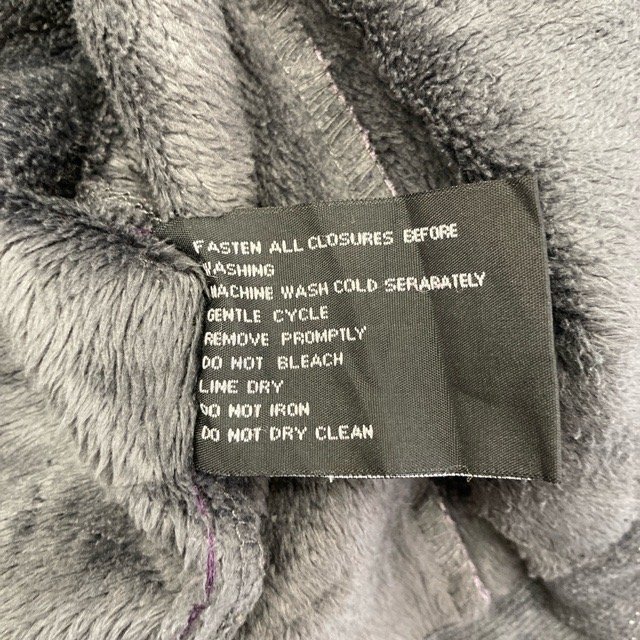 FASTEN ALL CLOSURES BEFORE
WASHING
MACHINE WASH COLD SERARATELY
GENTLE CYCLE
REMOVE PROMPTLY
DO NOT BLEACH
LINE DRY
DO NOT IRON
DO NOT DRY CLEAN